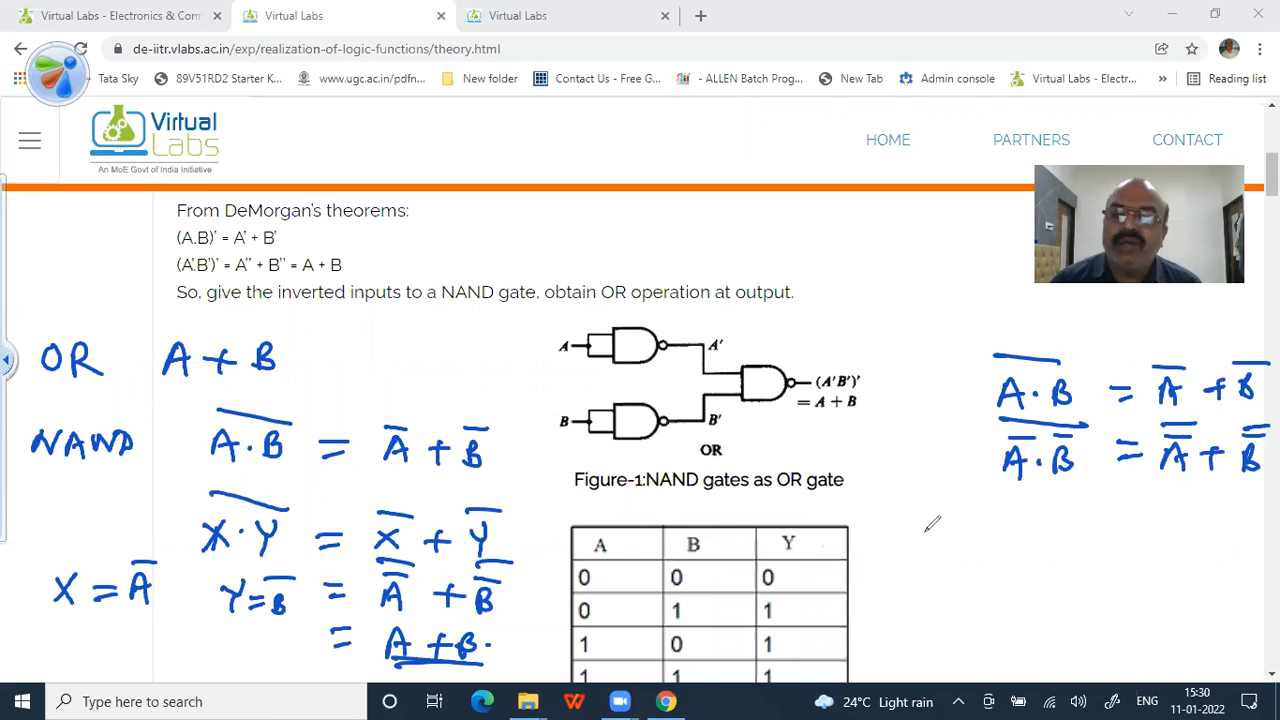 Virtual Labs - Electronics & Com
Virtual Labs
Virtual Labs
de-iitr.vlabs.ac.in/exp/realization-of-logic-functions/theory.html
Tata Sky
89V51RD2 Starter K...
www.ugc.ac.in/pdfn...
New folder
Contact Us - Free G...
- ALLEN Batch Prog...
New Tab
Admin console
Virtual Labs - Electr...
»
Reading list
Virtual Labs
An MoE Govt of India Initiative
HOME
PARTNERS
CONTACT
From DeMorgan's theorems:
(A.B)' = A' + B'
(A'.B')' = A'' + B'' = A + B
So, give the inverted inputs to a NAND gate, obtain OR operation at output.
OR A + B
NAND A̅·̅B̅ = A̅ + B̅
X̅·̅Y̅ = X̅ + Y̅
X = A̅ Y = B̅ = A̿ + B̿
= A + B.
A A'
(A'B')'
= A + B
B B'
OR
Figure-1:NAND gates as OR gate
A̅·̅B̅ = A̅ + B̅
\overline{A̅·B̅} = A̿ + B̿
A B Y
0 0 0
0 1 1
1 0 1
1 1 1
Type here to search
24°C Light rain
ENG
15:30
11-01-2022